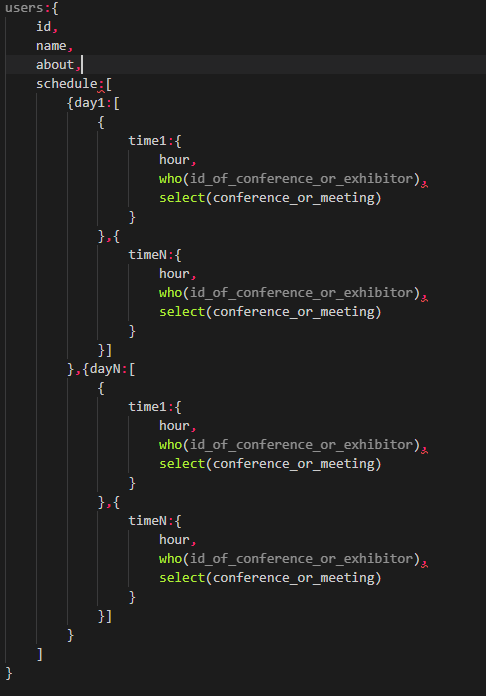 users:{
    id,
    name,
    about,
    schedule:[
        {day1:[
            {
                time1:{
                    hour,
                    who(id_of_conference_or_exhibitor),
                    select(conference_or_meeting)
                }
            },{
                timeN:{
                    hour,
                    who(id_of_conference_or_exhibitor),
                    select(conference_or_meeting)
                }
            }]
        },{dayN:[
            {
                time1:{
                    hour,
                    who(id_of_conference_or_exhibitor),
                    select(conference_or_meeting)
                }
            },{
                timeN:{
                    hour,
                    who(id_of_conference_or_exhibitor),
                    select(conference_or_meeting)
                }
            }]
        }
    ]
}